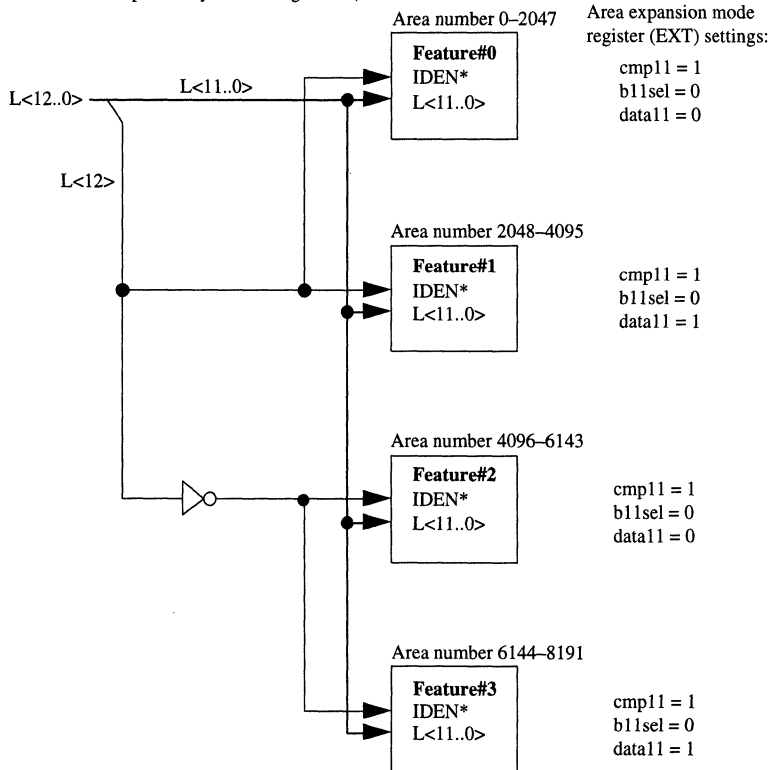 Area number 0–2047
Area expansion mode
register (EXT) settings:
Feature#0
IDEN*
L<11..0>
cmp11 = 1
b11sel = 0
data11 = 0
L<12..0>
L<11..0>
L<12>
Area number 2048–4095
Feature#1
IDEN*
L<11..0>
cmp11 = 1
b11sel = 0
data11 = 1
Area number 4096–6143
Feature#2
IDEN*
L<11..0>
cmp11 = 1
b11sel = 0
data11 = 0
Area number 6144–8191
Feature#3
IDEN*
L<11..0>
cmp11 = 1
b11sel = 0
data11 = 1